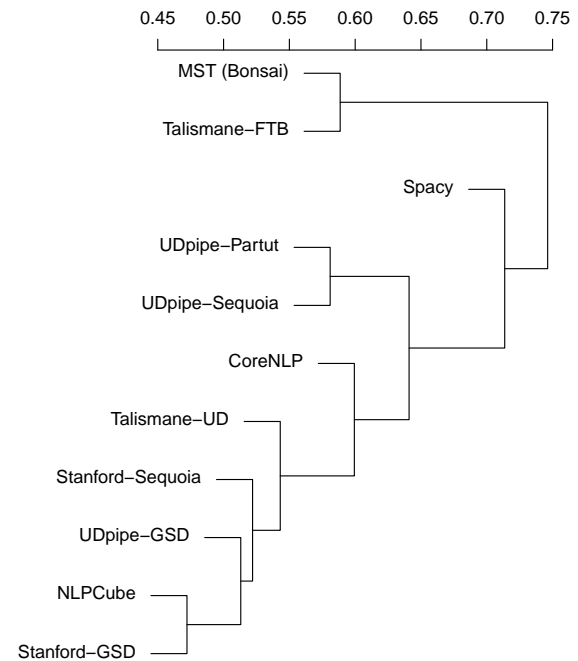 0.45 0.50 0.55 0.60 0.65 0.70 0.75
MST (Bonsai)
Talismane−FTB
Spacy
UDpipe−Partut
UDpipe−Sequoia
CoreNLP
Talismane−UD
Stanford−Sequoia
UDpipe−GSD
NLPCube
Stanford−GSD